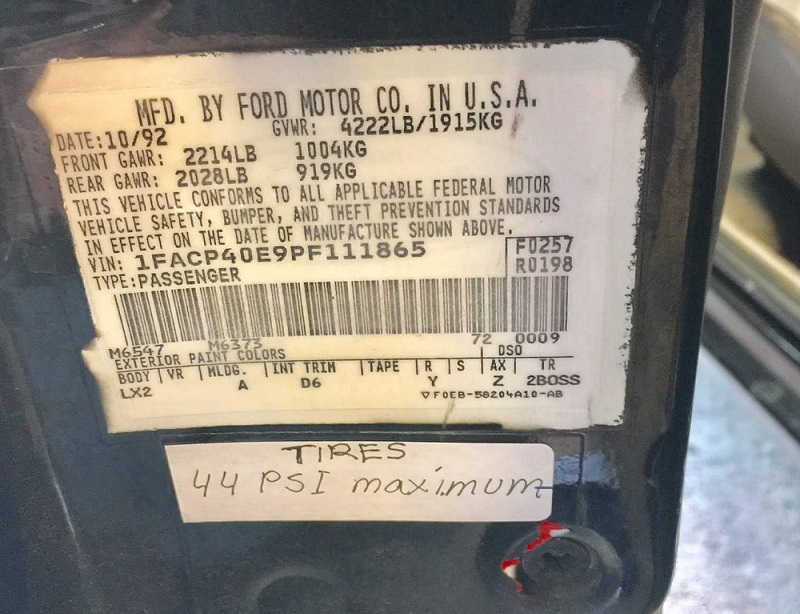 MFD. BY FORD MOTOR CO. IN U.S.A.
DATE: 10/92 GVWR: 4222LB/1915KG
FRONT GAWR: 2214LB 1004KG
REAR GAWR: 2028LB 919KG
THIS VEHICLE CONFORMS TO ALL APPLICABLE FEDERAL MOTOR
VEHICLE SAFETY, BUMPER, AND THEFT PREVENTION STANDARDS
IN EFFECT ON THE DATE OF MANUFACTURE SHOWN ABOVE.
VIN: 1FACP40E9PF111865 F0257
TYPE: PASSENGER R0198
M6547 M6373 72 0009
EXTERIOR PAINT COLORS DSO
BODY VR MLDG. INT TRIM TAPE R S AX TR
LX2 A D6 Y Z 2BOSS
▽F0EB-58204A10-AB
TIRES
44 PSI maximum